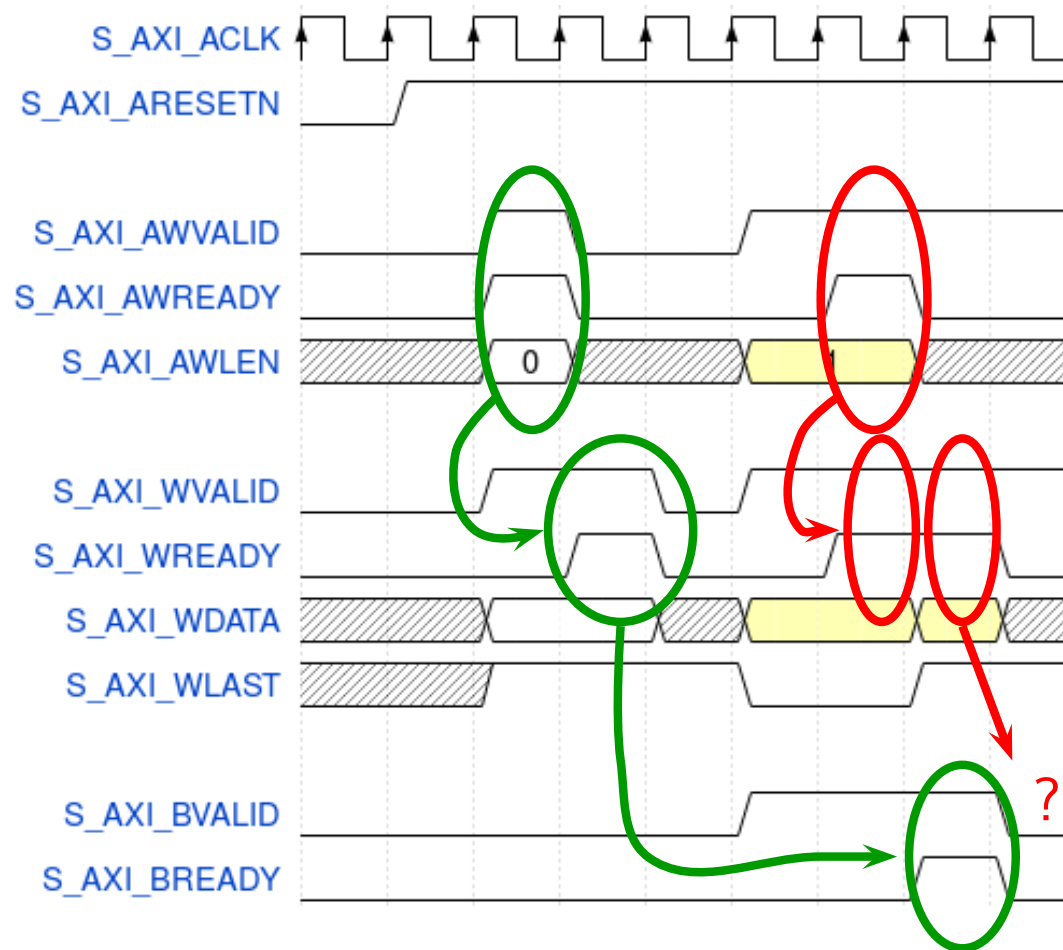 S_AXI_ACLK
S_AXI_ARESETN
S_AXI_AWVALID
S_AXI_AWREADY
S_AXI_AWLEN
0
1
S_AXI_WVALID
S_AXI_WREADY
S_AXI_WDATA
S_AXI_WLAST
S_AXI_BVALID
?
S_AXI_BREADY